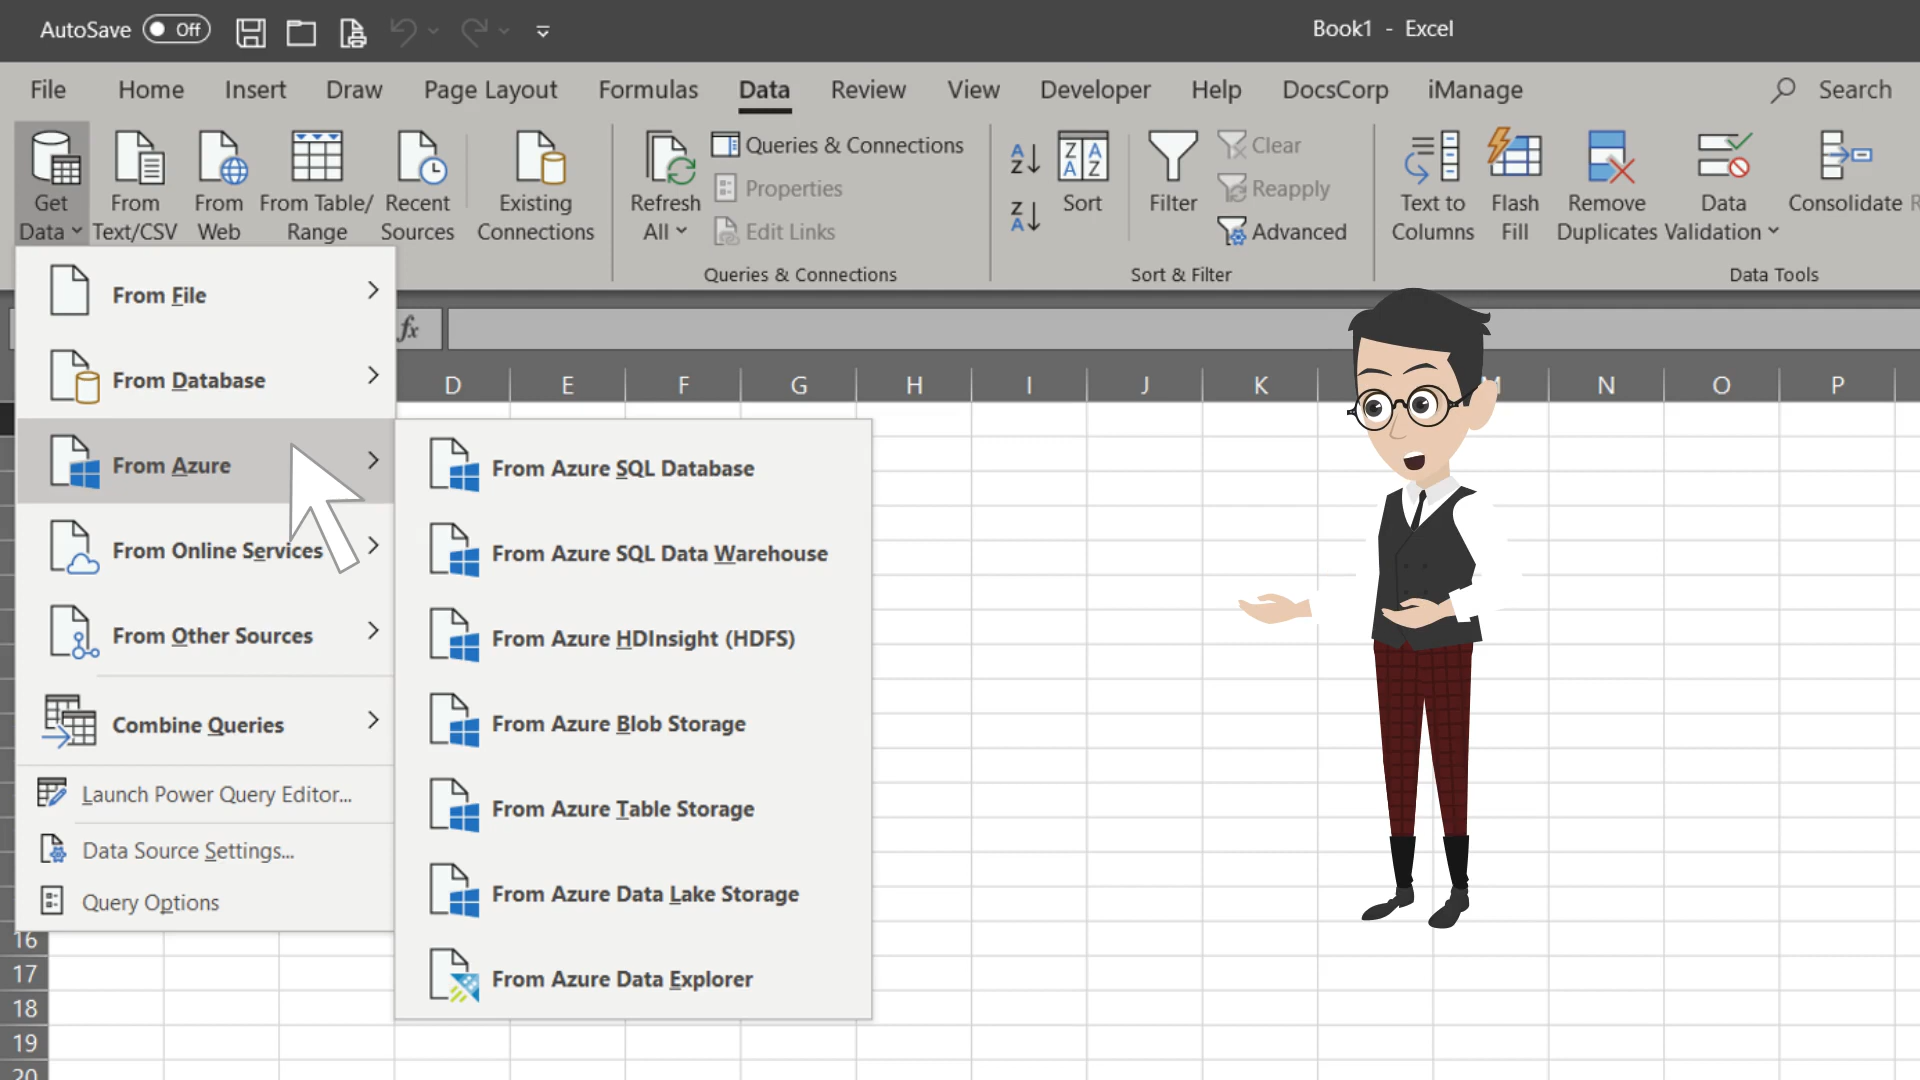 AutoSave Off
Book1 - Excel
File Home Insert Draw Page Layout Formulas Data Review View Developer Help DocsCorp iManage Search
Get Data
From Text/CSV
From Web
From Table/ Range
Recent Sources
Existing Connections
Refresh All
Queries & Connections
Properties
Edit Links
Queries & Connections
A Z
Z A
Z A A Z
Sort
Filter
Clear
Reapply
Advanced
Sort & Filter
Text to Columns
Flash Fill
Remove Duplicates
Data Validation
Consolidate
Data Tools
fx
D E F G H I J K M N O P
From File
From Database
From Azure
From Online Services
From Other Sources
Combine Queries
Launch Power Query Editor...
Data Source Settings...
Query Options
From Azure SQL Database
From Azure SQL Data Warehouse
From Azure HDInsight (HDFS)
From Azure Blob Storage
From Azure Table Storage
From Azure Data Lake Storage
From Azure Data Explorer
16
17
18
19
20